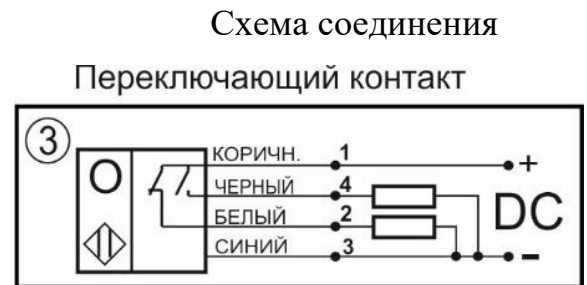 Схема соединения
Переключающий контакт
3
КОРИЧН. 1 +
O
ЧЕРНЫЙ 4
DC
БЕЛЫЙ 2
СИНИЙ 3 -